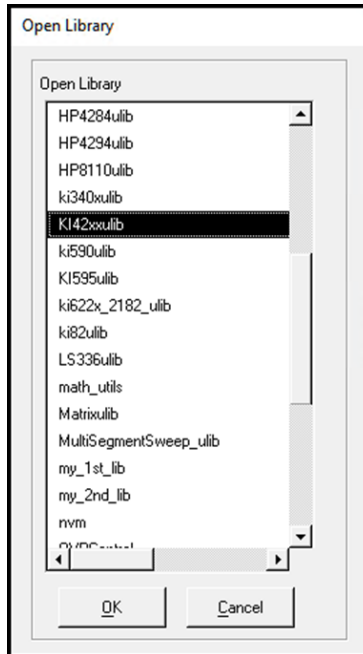 Open Library
Open Library
HP4284ulib
HP4294ulib
HP8110ulib
ki340xulib
KI42xxulib
ki590ulib
KI595ulib
ki622x_2182_ulib
ki82ulib
LS336ulib
math_utils
Matrixulib
MultiSegmentSweep_ulib
my_1st_lib
my_2nd_lib
nvm
OK
Cancel